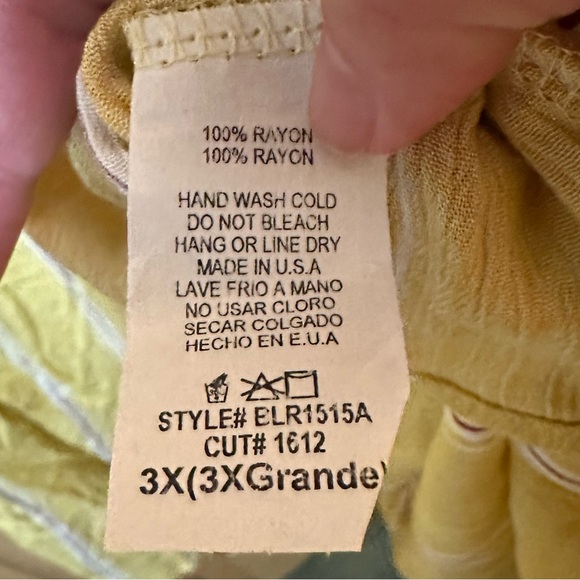 100% RAYON
100% RAYON
HAND WASH COLD
DO NOT BLEACH
HANG OR LINE DRY
MADE IN U.S.A
LAVE FRIO A MANO
NO USAR CLORO
SECAR COLGADO
HECHO EN E.U.A
STYLE# ELR1515A
CUT# 1612
3X(3XGrande)